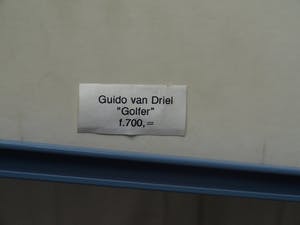 Guido van Driel
"Golfer"
f.700,=